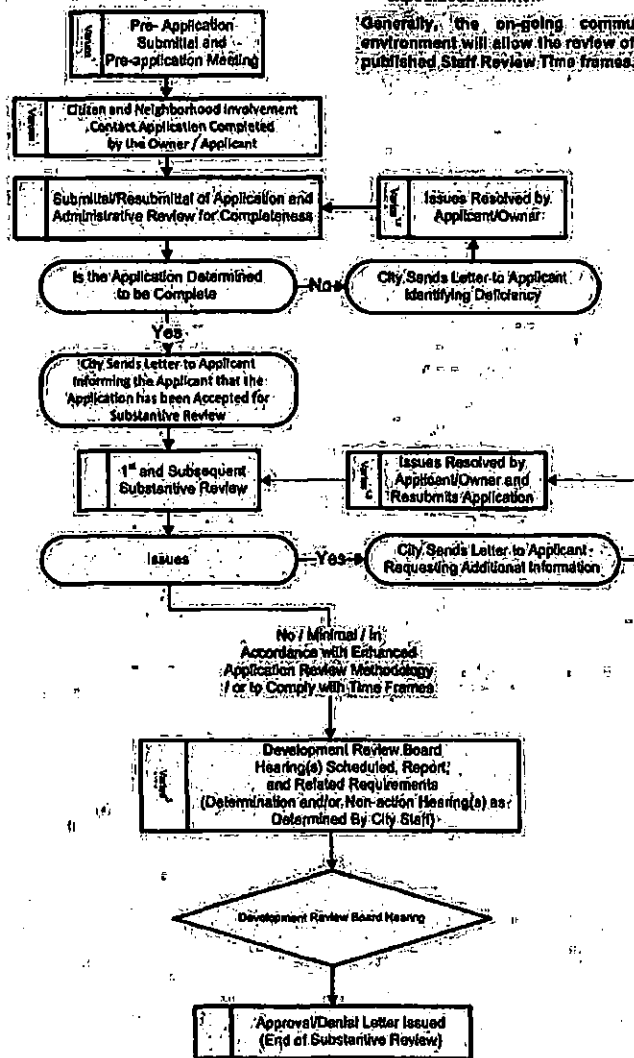 Pre- Application
Submittal and
Pre-application Meeting
Varies
Generally, the on-going commu
environment will allow the review of
published Staff Review Time frames.
Citizen and Neighborhood Involvement
Contact Application Completed
by the Owner / Applicant
Varies
Submittal/Resubmittal of Application and
Administrative Review for Completeness
Issues Resolved by
Applicant/Owner
Varies
Is the Application Determined
to be Complete
No
City Sends Letter to Applicant
Identifying Deficiency
Yes
City Sends Letter to Applicant
Informing the Applicant that the
Application has been Accepted for
Substantive Review
1st and Subsequent
Substantive Review
Issues Resolved by
Applicant/Owner and
Resubmits Application
Varies
Issues
Yes
City Sends Letter to Applicant
Requesting Additional Information
No / Minimal / In
Accordance with Enhanced
Application Review Methodology
/ or to Comply with Time Frames
Development Review Board
Hearing(s) Scheduled, Report,
and Related Requirements
(Determination and/or Non-action Hearing(s) as
Determined By City Staff)
Varies
Development Review Board Hearing
Approval/Denial Letter Issued
(End of Substantive Review)